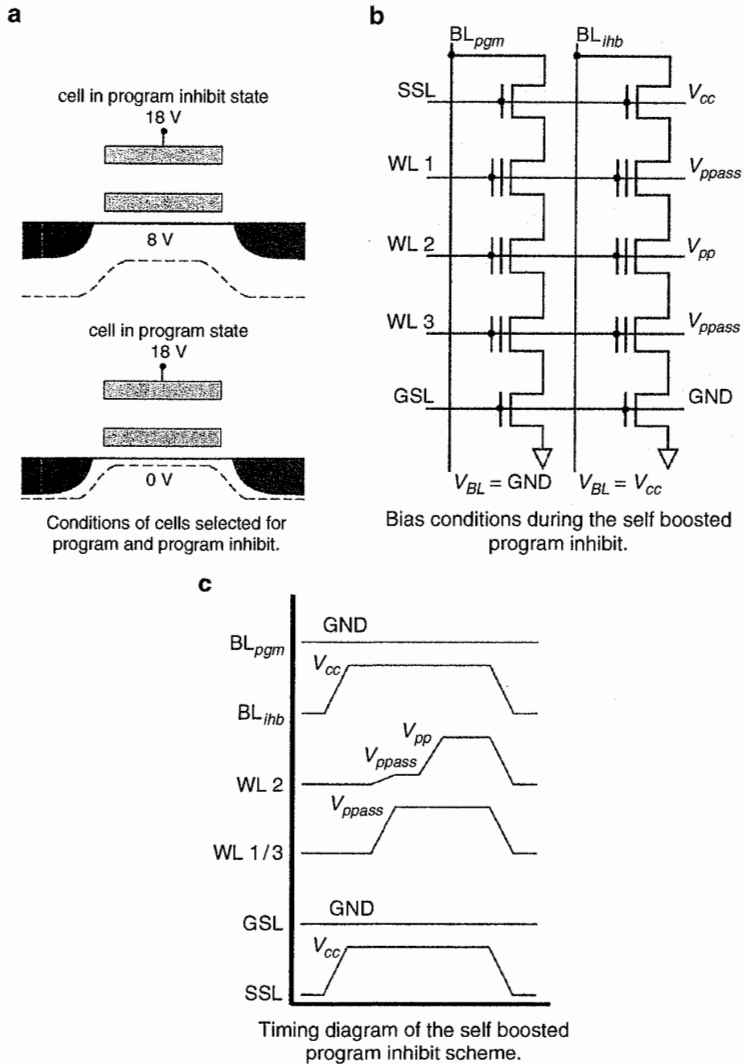 a
cell in program inhibit state
18 V
8 V
cell in program state
18 V
0 V
Conditions of cells selected for
program and program inhibit.
b
BLpgm
BLihb
SSL
Vcc
WL 1
Vppass
WL 2
Vpp
WL 3
Vppass
GSL
GND
VBL = GND
VBL = Vcc
Bias conditions during the self boosted
program inhibit.
c
GND
BLpgm
Vcc
BLihb
Vpp
Vppass
WL 2
Vppass
WL 1/3
GND
GSL
Vcc
SSL
Timing diagram of the self boosted
program inhibit scheme.